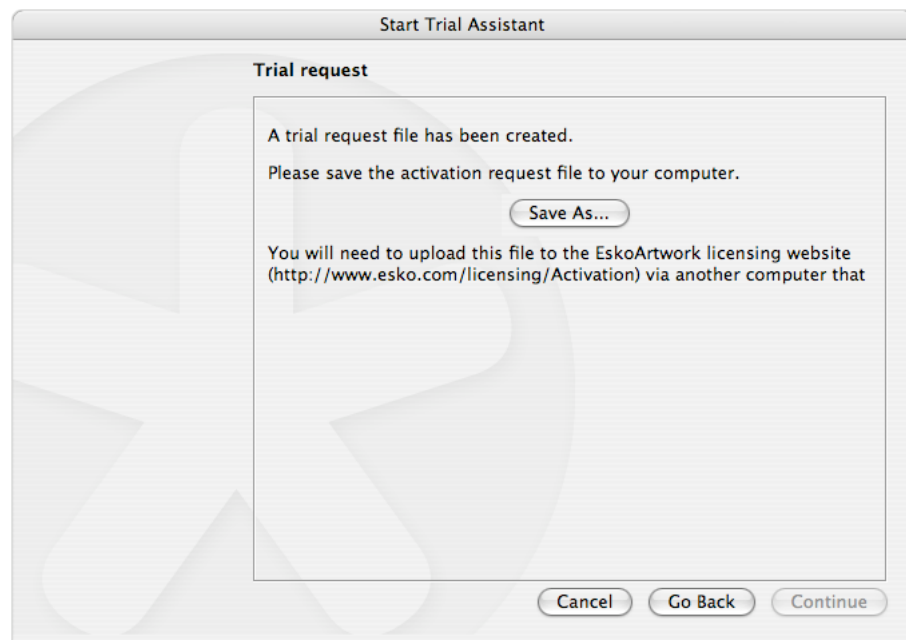 Start Trial Assistant
Trial request
A trial request file has been created.
Please save the activation request file to your computer.
Save As...
You will need to upload this file to the EskoArtwork licensing website
(http://www.esko.com/licensing/Activation) via another computer that
Cancel
Go Back
Continue